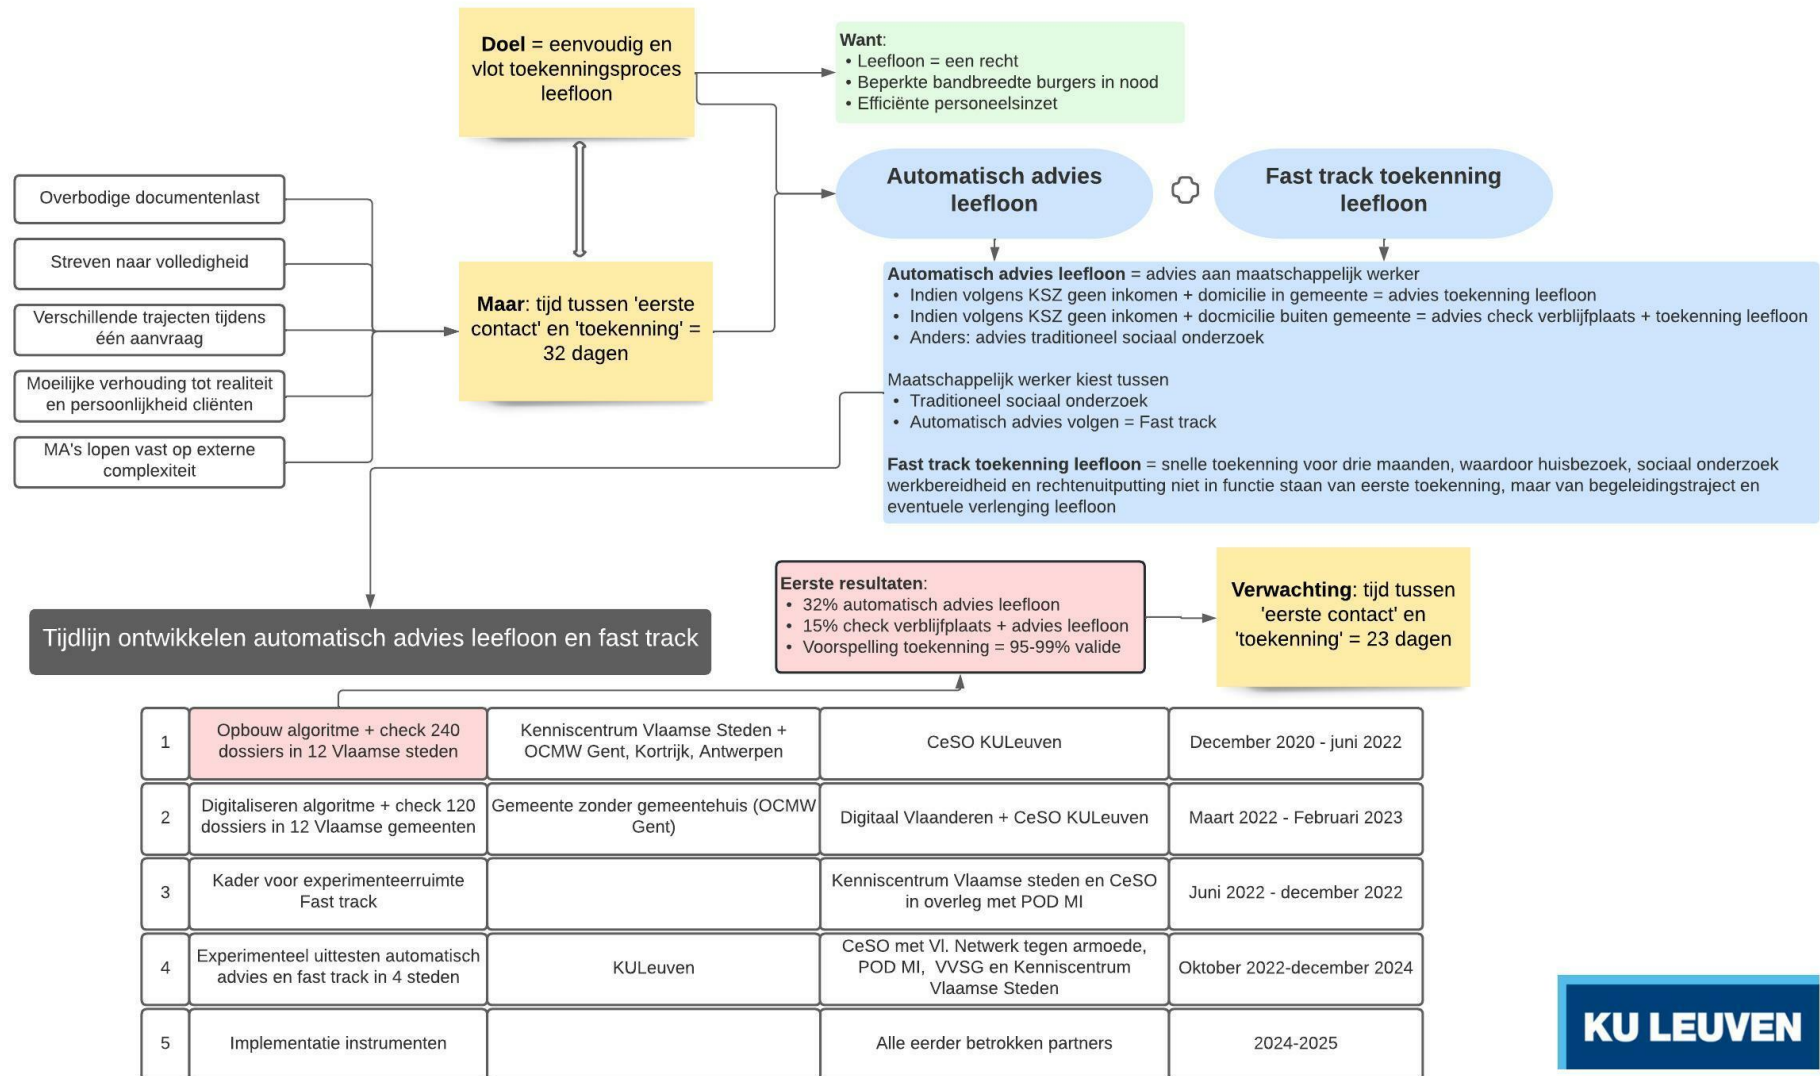 Doel = eenvoudig en
vlot toekenningsproces
leefloon
Want:
• Leefloon = een recht
• Beperkte bandbreedte burgers in nood
• Efficiënte personeelsinzet
Overbodige documentenlast
Streven naar volledigheid
Verschillende trajecten tijdens
één aanvraag
Moeilijke verhouding tot realiteit
en persoonlijkheid cliënten
MA's lopen vast op externe
complexiteit
Maar: tijd tussen 'eerste
contact' en 'toekenning' =
32 dagen
Automatisch advies
leefloon
Fast track toekenning
leefloon
Automatisch advies leefloon = advies aan maatschappelijk werker
• Indien volgens KSZ geen inkomen + domicilie in gemeente = advies toekenning leefloon
• Indien volgens KSZ geen inkomen + docmicilie buiten gemeente = advies check verblijfplaats + toekenning leefloon
• Anders: advies traditioneel sociaal onderzoek
Maatschappelijk werker kiest tussen
• Traditioneel sociaal onderzoek
• Automatisch advies volgen = Fast track
Fast track toekenning leefloon = snelle toekenning voor drie maanden, waardoor huisbezoek, sociaal onderzoek
werkbereidheid en rechtenuitputting niet in functie staan van eerste toekenning, maar van begeleidingstraject en
eventuele verlenging leefloon
Tijdlijn ontwikkelen automatisch advies leefloon en fast track
Eerste resultaten:
• 32% automatisch advies leefloon
• 15% check verblijfplaats + advies leefloon
• Voorspelling toekenning = 95-99% valide
Verwachting: tijd tussen
'eerste contact' en
'toekenning' = 23 dagen
1
Opbouw algoritme + check 240
dossiers in 12 Vlaamse steden
Kenniscentrum Vlaamse Steden +
OCMW Gent, Kortrijk, Antwerpen
CeSO KULeuven
December 2020 - juni 2022
2
Digitaliseren algoritme + check 120
dossiers in 12 Vlaamse gemeenten
Gemeente zonder gemeentehuis (OCMW
Gent)
Digitaal Vlaanderen + CeSO KULeuven
Maart 2022 - Februari 2023
3
Kader voor experimenteerruimte
Fast track
Kenniscentrum Vlaamse steden en CeSO
in overleg met POD MI
Juni 2022 - december 2022
4
Experimenteel uittesten automatisch
advies en fast track in 4 steden
KULeuven
CeSO met Vl. Netwerk tegen armoede,
POD MI, VVSG en Kenniscentrum
Vlaamse Steden
Oktober 2022-december 2024
5
Implementatie instrumenten
Alle eerder betrokken partners
2024-2025
KU LEUVEN